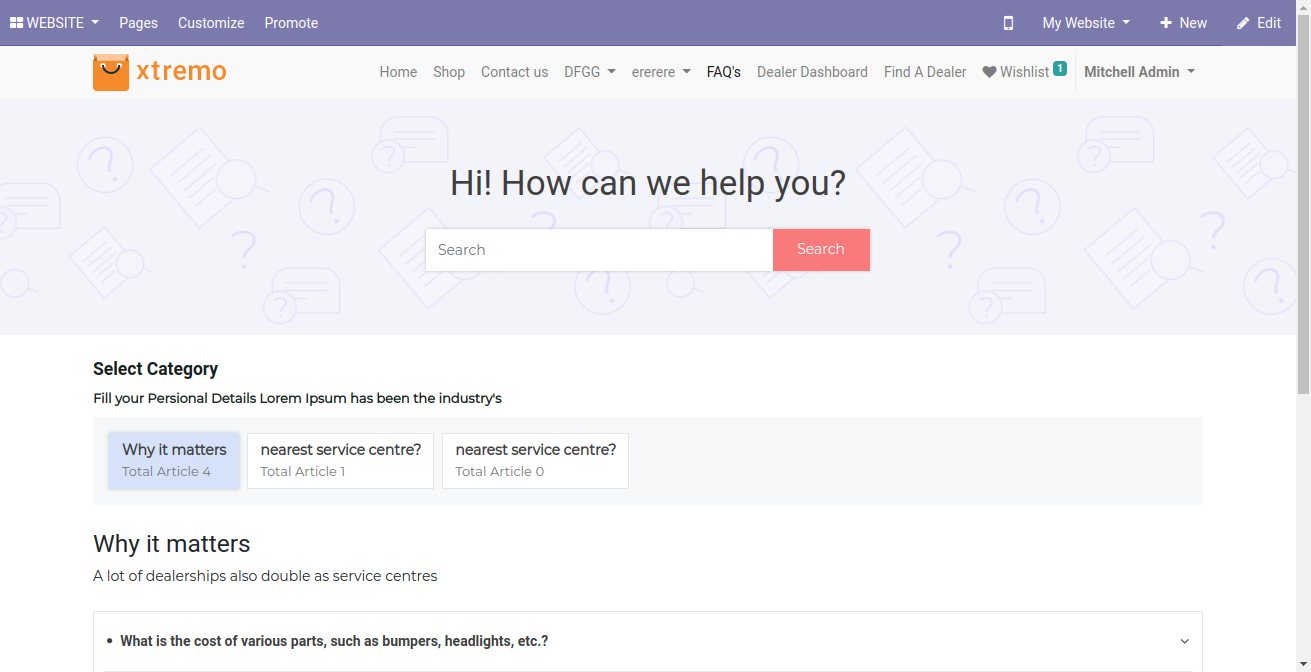 WEBSITE Pages Customize Promote My Website New Edit
xtremo Home Shop Contact us DFGG ererere FAQ's Dealer Dashboard Find A Dealer Wishlist 1 Mitchell Admin
Hi! How can we help you?
Search Search
Select Category
Fill your Persional Details Lorem Ipsum has been the industry's
Why it matters nearest service centre? nearest service centre?
Total Article 4 Total Article 1 Total Article 0
Why it matters
A lot of dealerships also double as service centres
• What is the cost of various parts, such as bumpers, headlights, etc.?